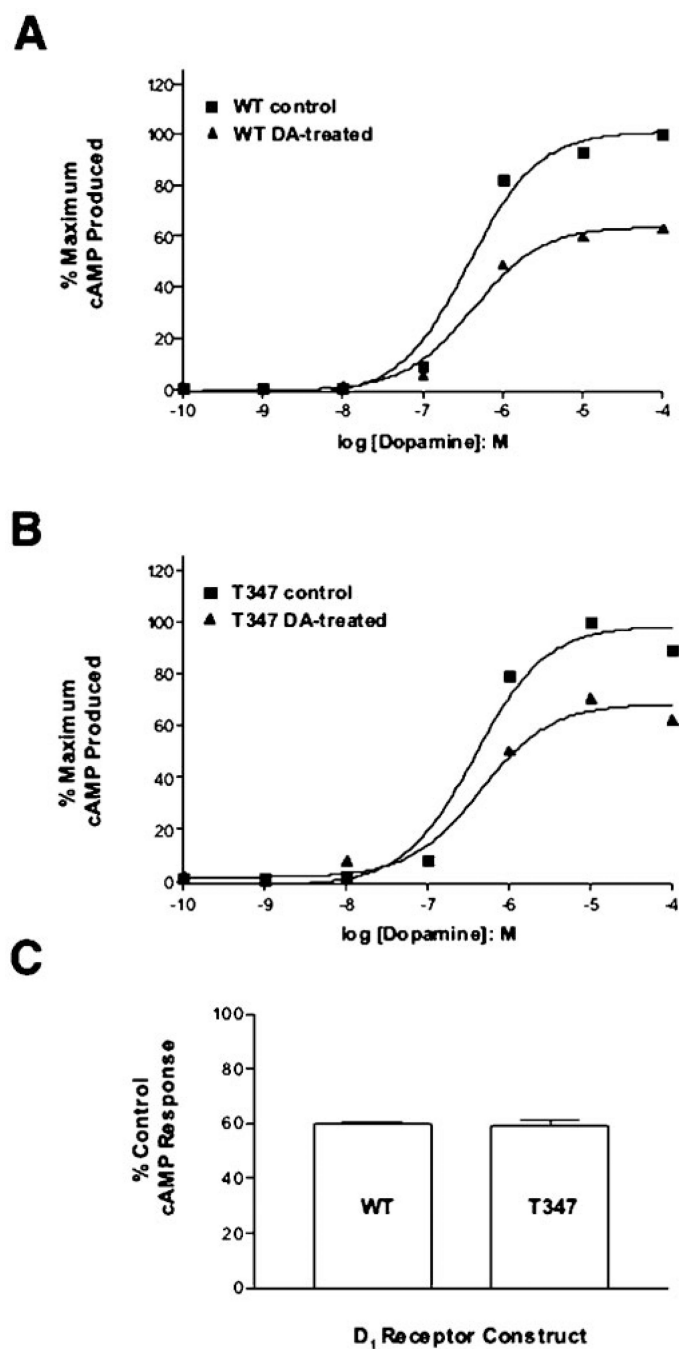 A
120
100
80
60
40
20
0
% Maximum
cAMP Produced
■ WT control
▲ WT DA-treated
-10 -9 -8 -7 -6 -5 -4
log [Dopamine]: M
B
120
100
80
60
40
20
0
% Maximum
cAMP Produced
■ T347 control
▲ T347 DA-treated
-10 -9 -8 -7 -6 -5 -4
log [Dopamine]: M
C
100
80
60
40
20
0
% Control
cAMP Response
WT T347
D₁ Receptor Construct